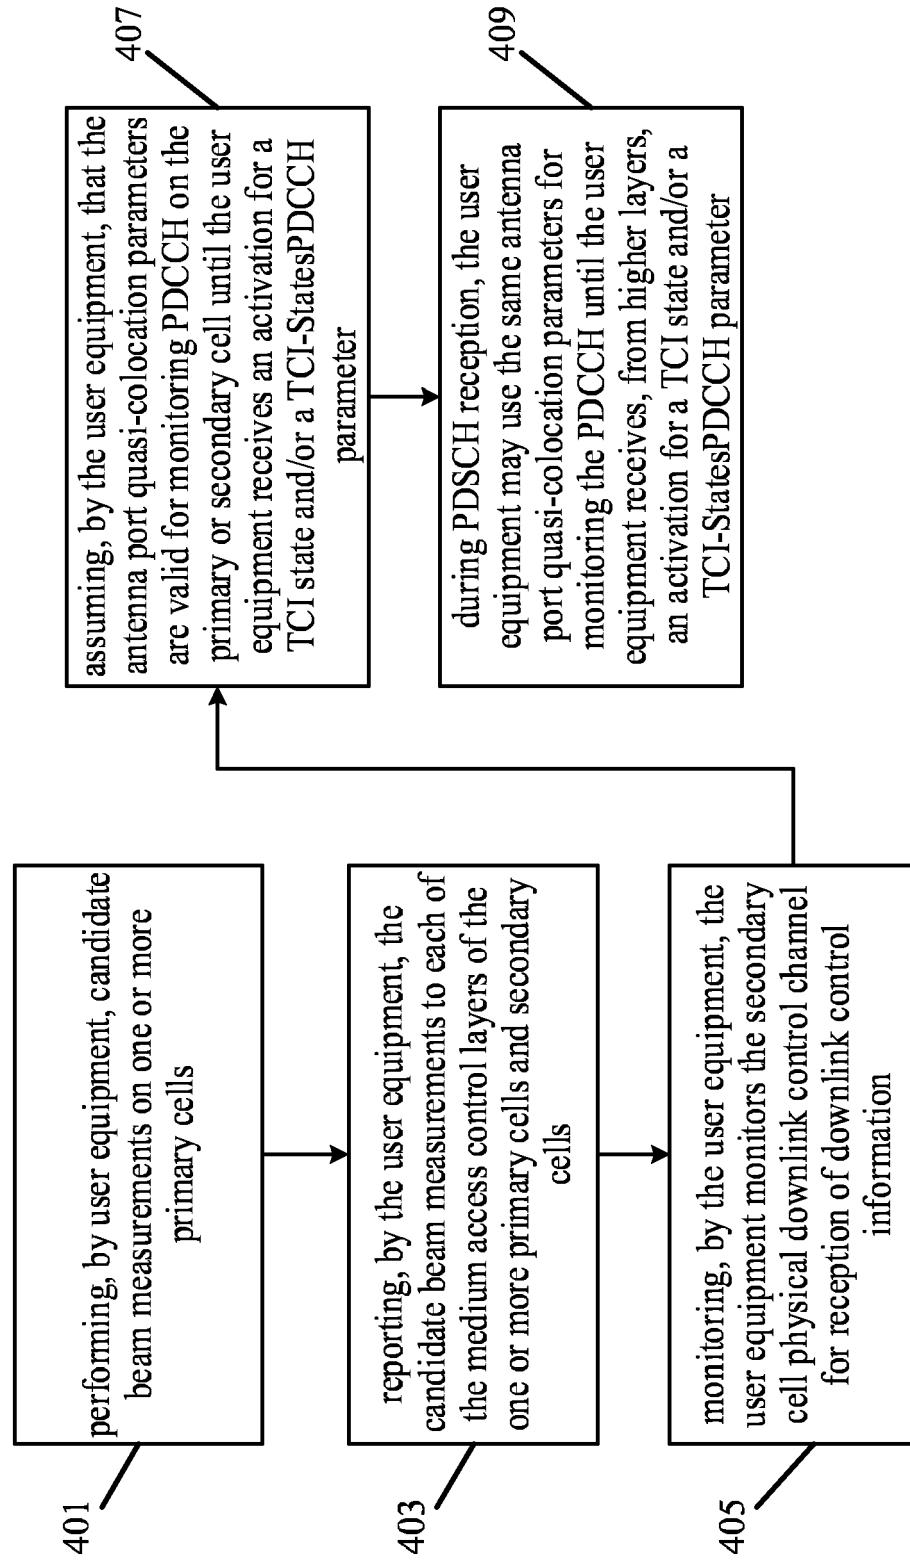 401
performing, by user equipment, candidate
beam measurements on one or more
primary cells
403
reporting, by the user equipment, the
candidate beam measurements to each of
the medium access control layers of the
one or more primary cells and secondary
cells
405
monitoring, by the user equipment, the
user equipment monitors the secondary
cell physical downlink control channel
for reception of downlink control
information
407
assuming, by the user equipment, that the
antenna port quasi-colocation parameters
are valid for monitoring PDCCH on the
primary or secondary cell until the user
equipment receives an activation for a
TCI state and/or a TCI-StatesPDCCH
parameter
409
during PDSCH reception, the user
equipment may use the same antenna
port quasi-colocation parameters for
monitoring the PDCCH until the user
equipment receives, from higher layers,
an activation for a TCI state and/or a
TCI-StatesPDCCH parameter